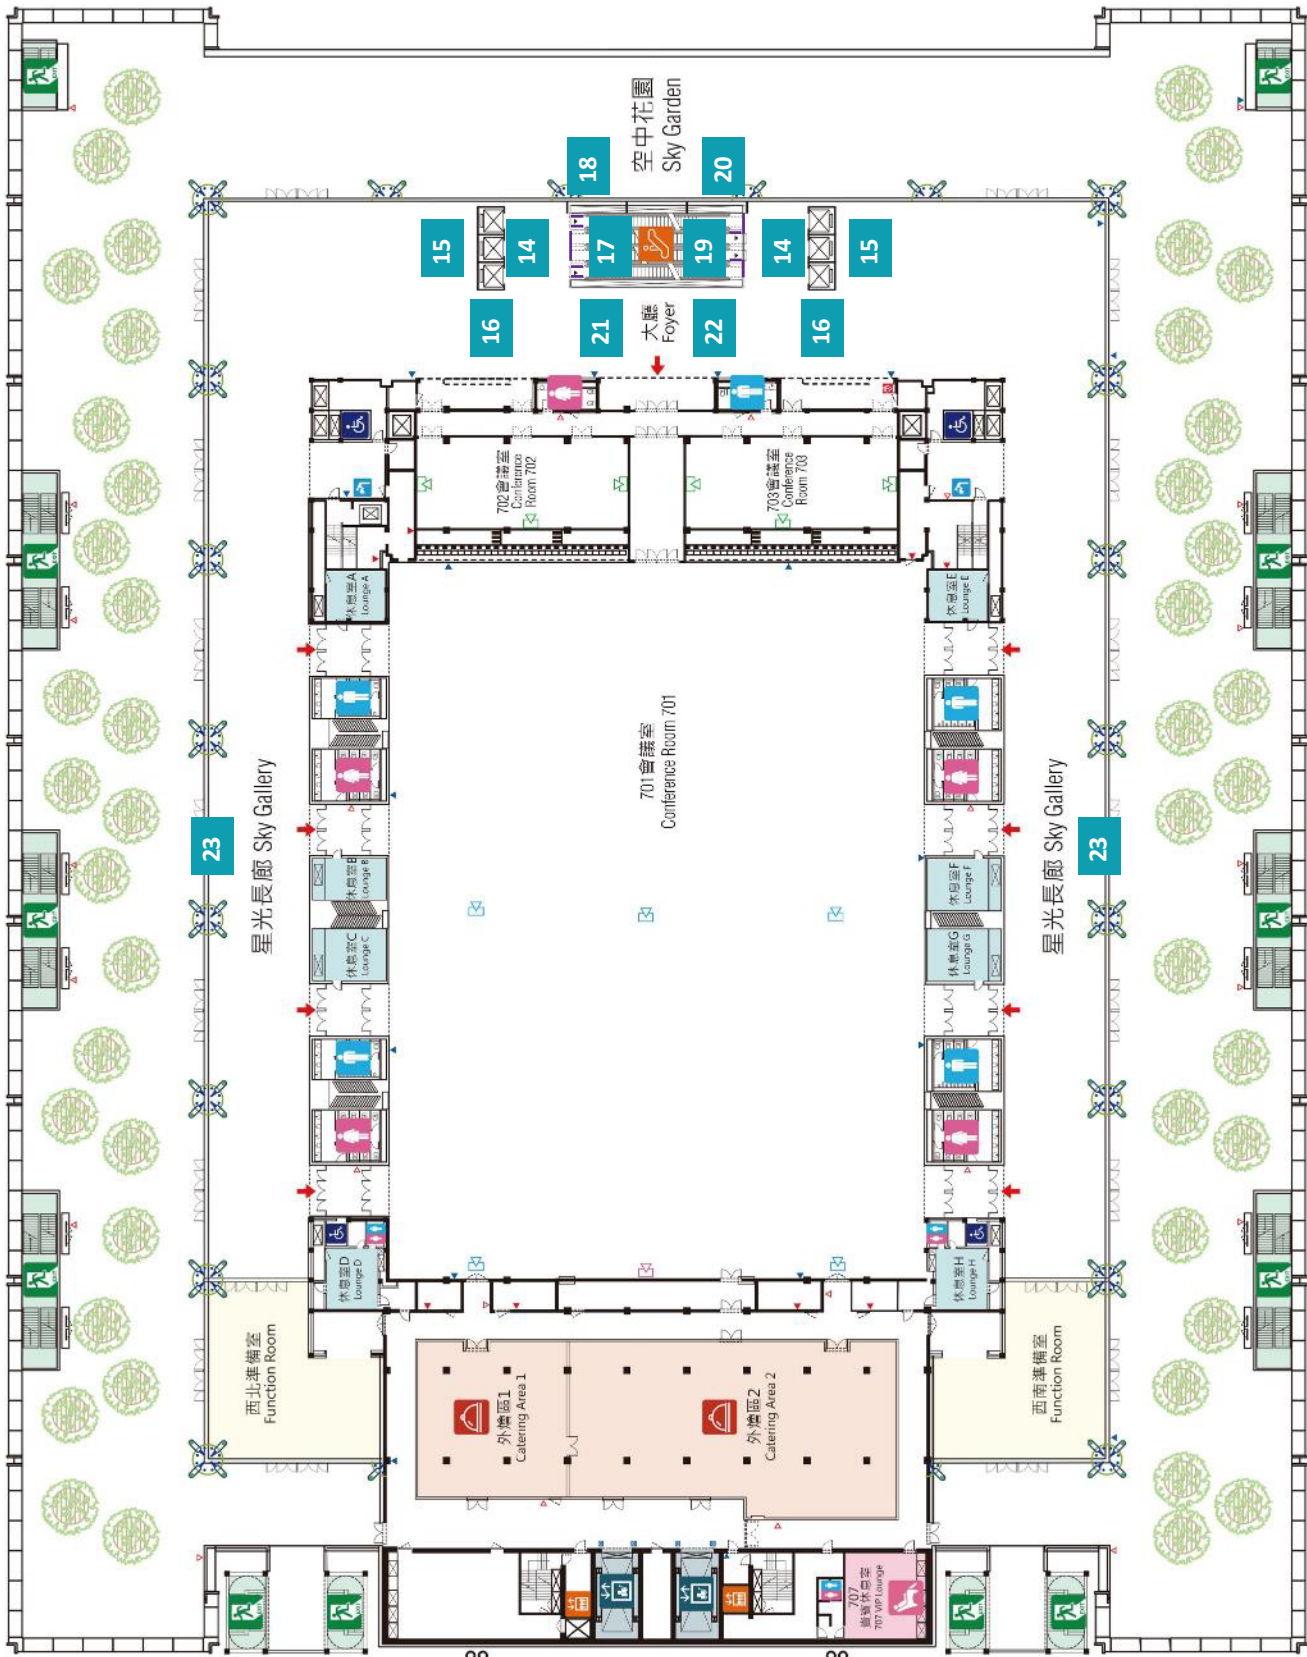 空中花園
Sky Garden
18
20
15
14
17
19
14
15
16
21
大廳
Foyer
22
16
702會議室
Conference
Room 702
703會議室
Conference
Room 703
休息室A
Lounge A
休息室E
Lounge E
701會議室
Conference Room 701
星光長廊 Sky Gallery
23
星光長廊 Sky Gallery
23
休息室B
Lounge B
休息室F
Lounge F
休息室C
Lounge C
休息室G
Lounge G
休息室D
Lounge D
休息室H
Lounge H
西北準備室
Function Room
外燴區1
Catering Area 1
外燴區2
Catering Area 2
西南準備室
Function Room
707
貴賓休息室
707 VIP Lounge